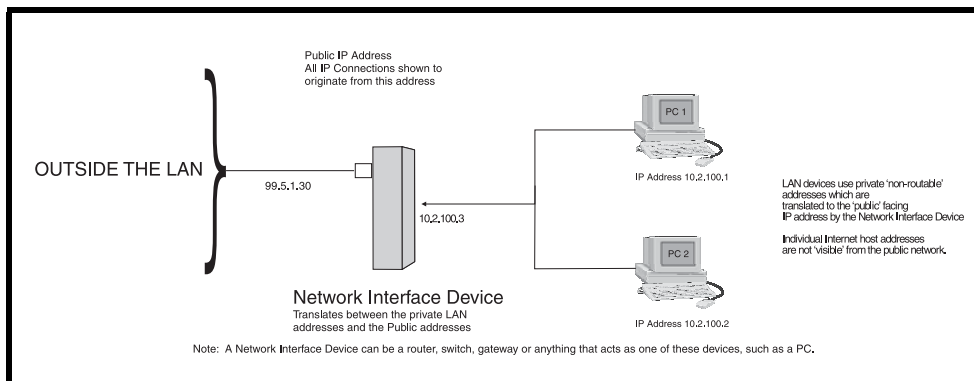 Public IP Address
All IP Connections shown to
originate from this address
PC 1
OUTSIDE THE LAN
99.5.1.30
IP Address 10.2.100.1
LAN devices use private 'non-routable'
addresses which are
translated to the 'public' facing
IP address by the Network Interface Device
10.2.100.3
Individual Internet host addresses
are not 'visible' from the public network.
PC 2
Network Interface Device
Translates between the private LAN
addresses and the Public addresses
IP Address 10.2.100.2
Note: A Network Interface Device can be a router, switch, gateway or anything that acts as one of these devices, such as a PC.